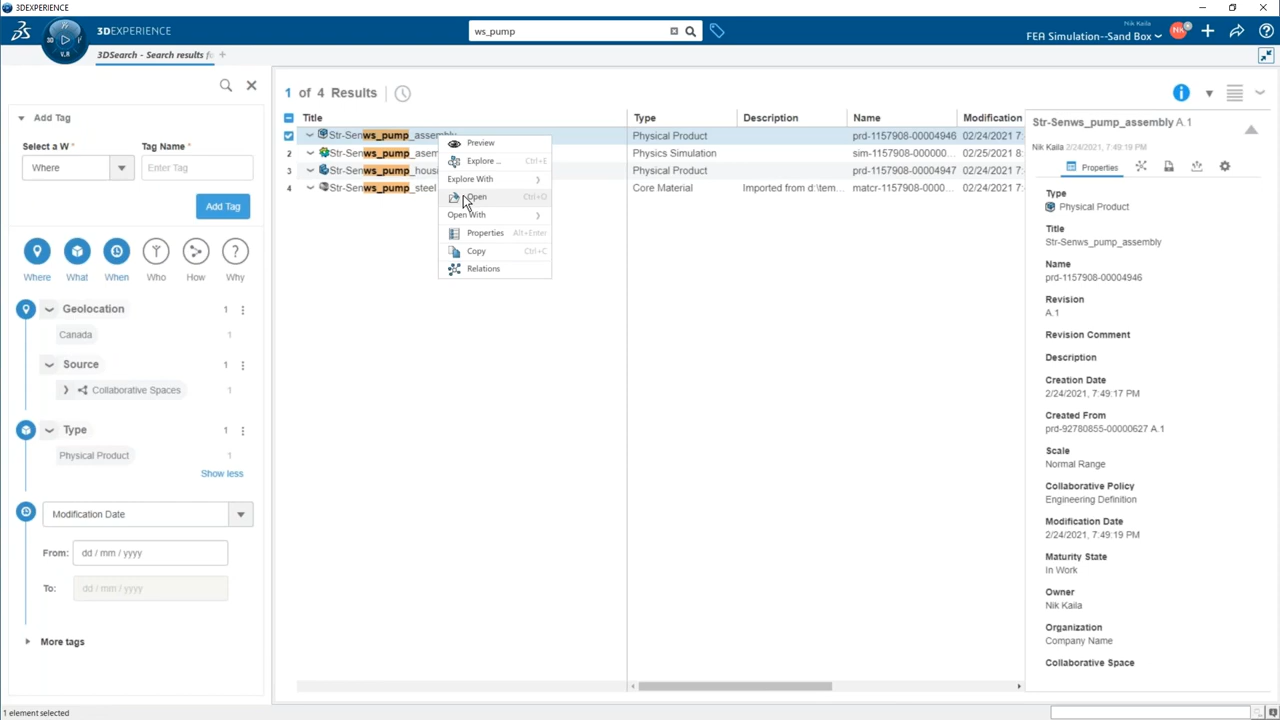 3DEXPERIENCE
3DEXPERIENCE
V.R
ws_pump
Nik Kaila
FEA Simulation--Sand Box
NK
3DSearch - Search results f
Add Tag
Select a W *
Tag Name *
Where
Enter Tag
Add Tag
Where
What
When
Who
How
Why
Geolocation 1
Canada 1
Source 1
Collaborative Spaces 1
Type 1
Physical Product
Show less
Modification Date
From: dd / mm / yyyy
To: dd / mm / yyyy
More tags
1 of 4 Results
Title Type Description Name Modification
Str-Senws_pump_assembly Physical Product prd-1157908-00004946 02/24/2021 7:
2 Str-Senws_pump_asem Physics Simulation sim-1157908-000000... 02/25/2021 8:
3 Str-Senws_pump_housi Physical Product prd-1157908-00004947 02/24/2021 7:
4 Str-Senws_pump_steel Core Material Imported from d:\tem... matcr-1157908-0000... 02/24/2021 7:
Preview
Explore ... Ctrl+E
Explore With
Open Ctrl+O
Open With
Properties Alt+Enter
Copy Ctrl+C
Relations
Str-Senws_pump_assembly A.1
Nik Kaila 2/24/2021, 7:49:19 PM
Properties
Type
Physical Product
Title
Str-Senws_pump_assembly
Name
prd-1157908-00004946
Revision
A.1
Revision Comment
Description
Creation Date
2/24/2021, 7:49:17 PM
Created From
prd-92780855-00000627 A.1
Scale
Normal Range
Collaborative Policy
Engineering Definition
Modification Date
2/24/2021, 7:49:19 PM
Maturity State
In Work
Owner
Nik Kaila
Organization
Company Name
Collaborative Space
1 element selected